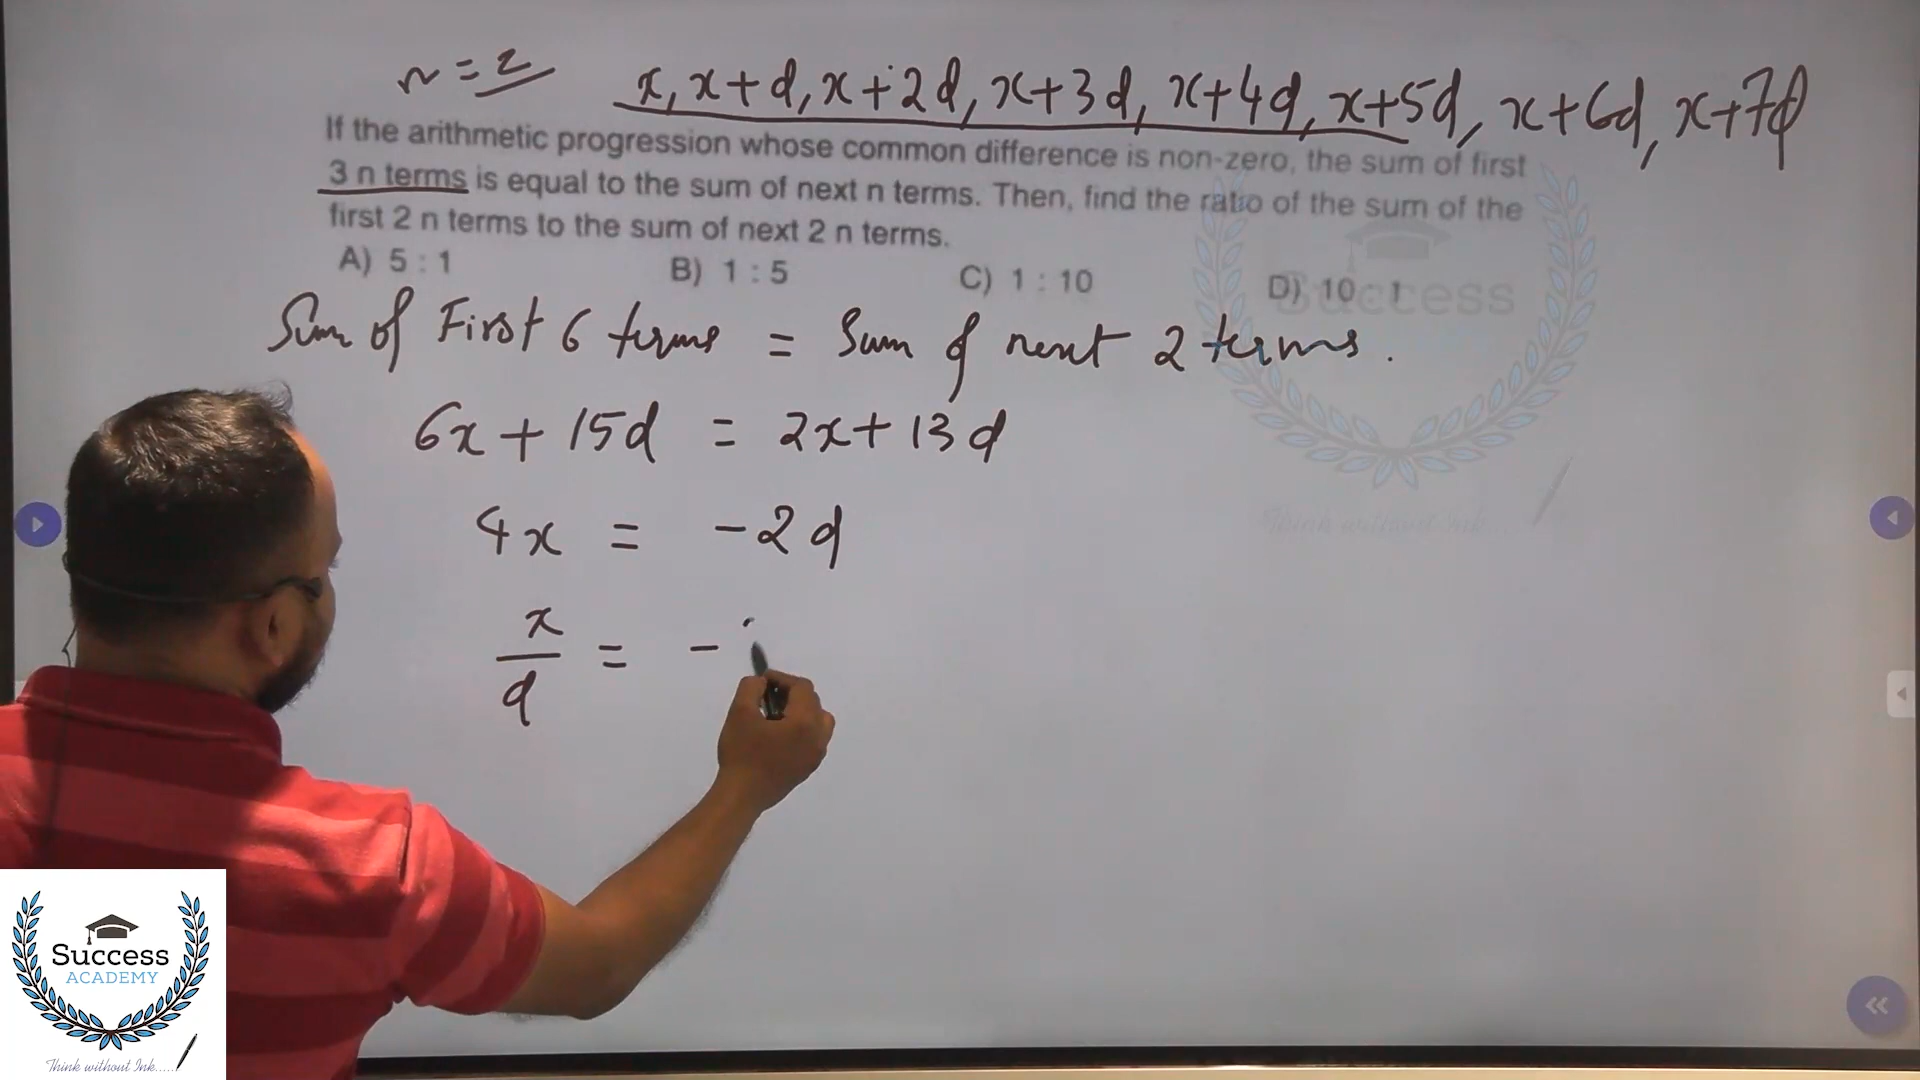 n = 2
x, x+d, x+2d, x+3d, x+4d, x+5d, x+6d, x+7d
If the arithmetic progression whose common difference is non-zero, the sum of first
3 n terms is equal to the sum of next n terms. Then, find the ratio of the sum of the
first 2 n terms to the sum of next 2 n terms.
A) 5 : 1 B) 1 : 5 C) 1 : 10 D) 10 : 1
Success
Sum of First 6 terms = Sum of next 2 terms.
6x + 15d = 2x + 13d
4x = -2d
x/d = -
Think without Ink...
Success
ACADEMY
Think without Ink.....